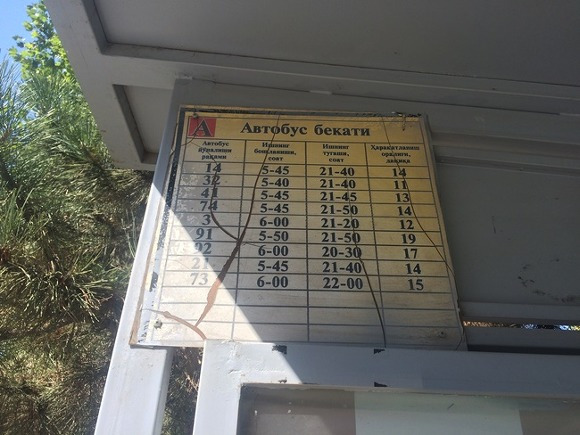 А Автобус бекати
Автобус йўналиши рақами Ишнинг бошланиши, соат Ишнинг тугаши, соат Ҳаракатланиш оралиғи, дақиқа
14 5-45 21-40 14
32 5-40 21-40 11
41 5-45 21-45 13
74 5-45 21-50 14
3 6-00 21-20 12
91 5-50 21-50 19
92 6-00 20-30 17
21 5-45 21-40 14
73 6-00 22-00 15